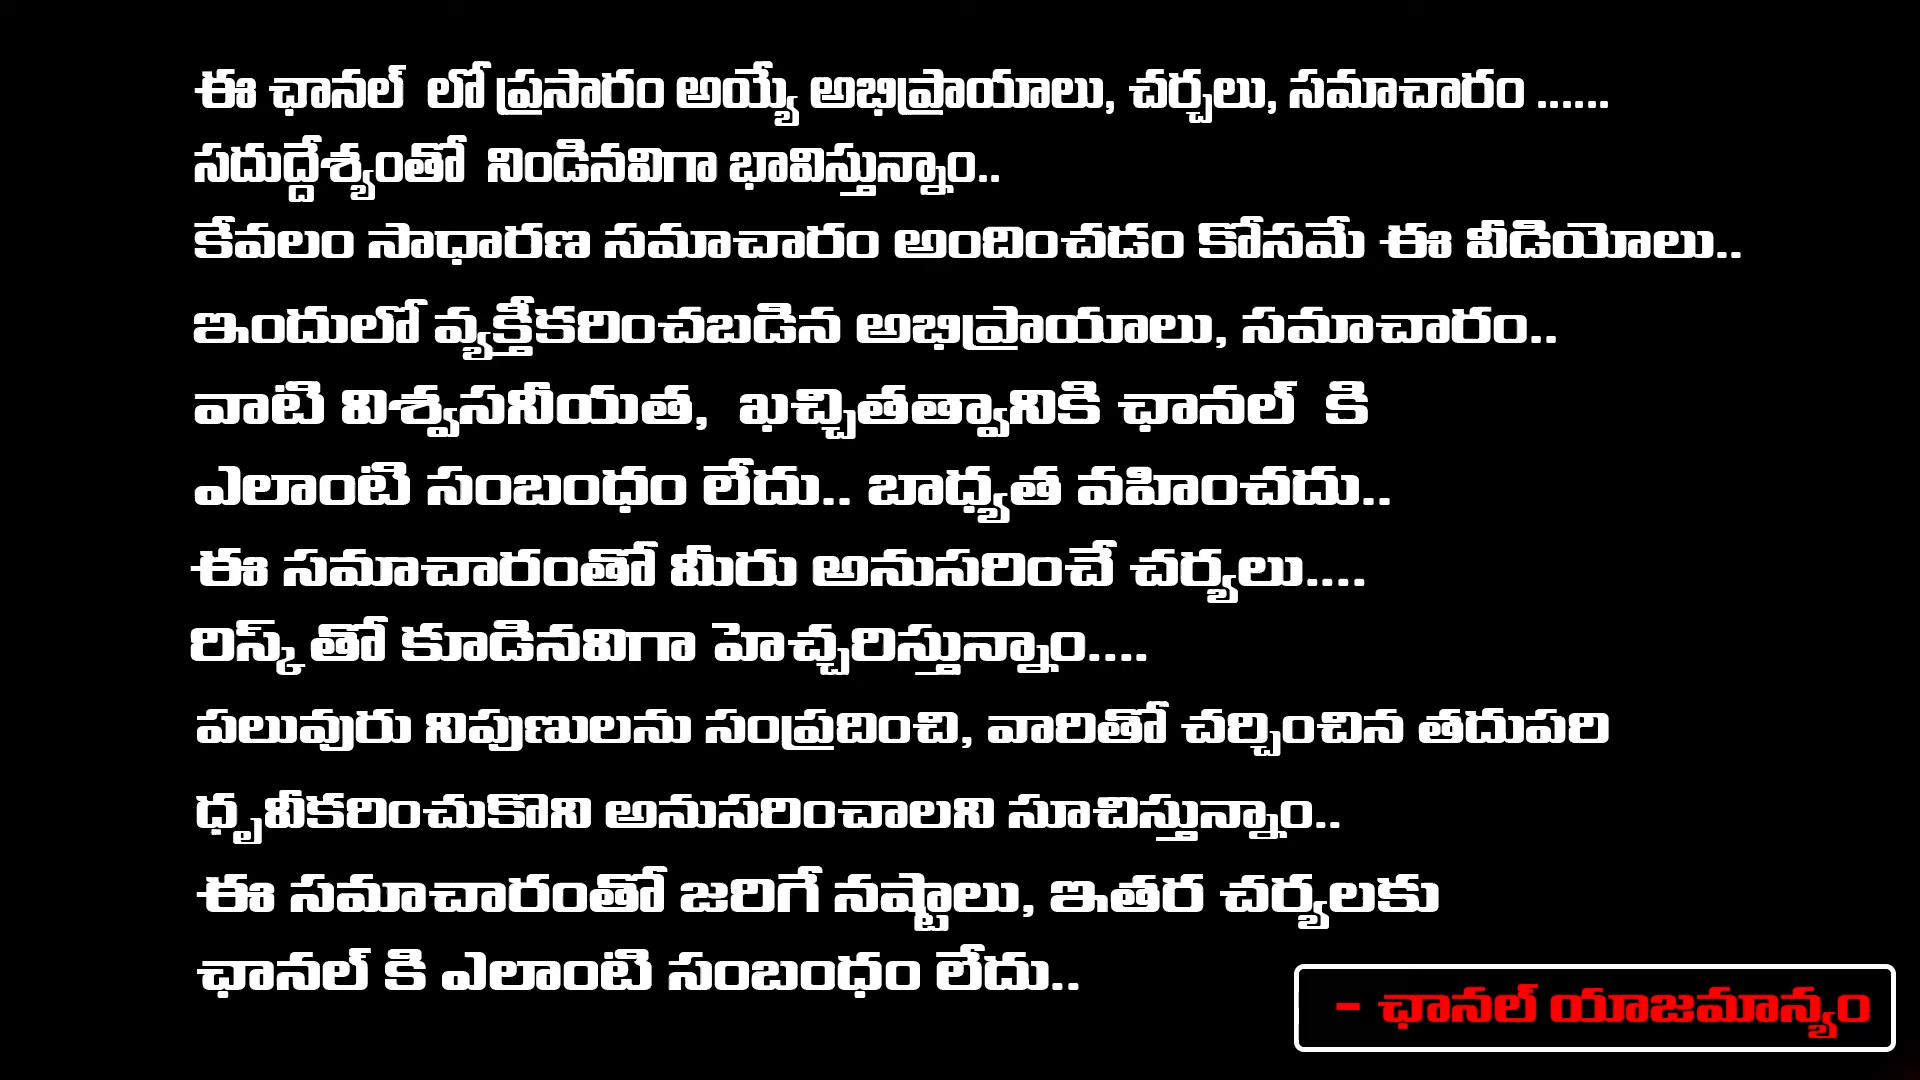 ఈ ఛానల్ లో ప్రసారం అయ్యే అభిప్రాయాలు, చర్చలు, సమాచారం ......
సదుద్దేశ్యంతో నిండినవిగా భావిస్తున్నాం..
కేవలం సాధారణ సమాచారం అందించడం కోసమే ఈ వీడియోలు..
ఇందులో వ్యక్తీకరించబడిన అభిప్రాయాలు, సమాచారం..
వాటి విశ్వసనీయత, ఖచ్చితత్వానికి ఛానల్ కి
ఎలాంటి సంబంధం లేదు.. బాధ్యత వహించదు..
ఈ సమాచారంతో మీరు అనుసరించే చర్యలు....
రిస్క్ తో కూడినవిగా హెచ్చరిస్తున్నాం....
పలువురు నిపుణులను సంప్రదించి, వారితో చర్చించిన తదుపరి
ధృవీకరించుకొని అనుసరించాలని సూచిస్తున్నాం..
ఈ సమాచారంతో జరిగే నష్టాలు, ఇతర చర్యలకు
ఛానల్ కి ఎలాంటి సంబంధం లేదు..
- ఛానల్ యాజమాన్యం